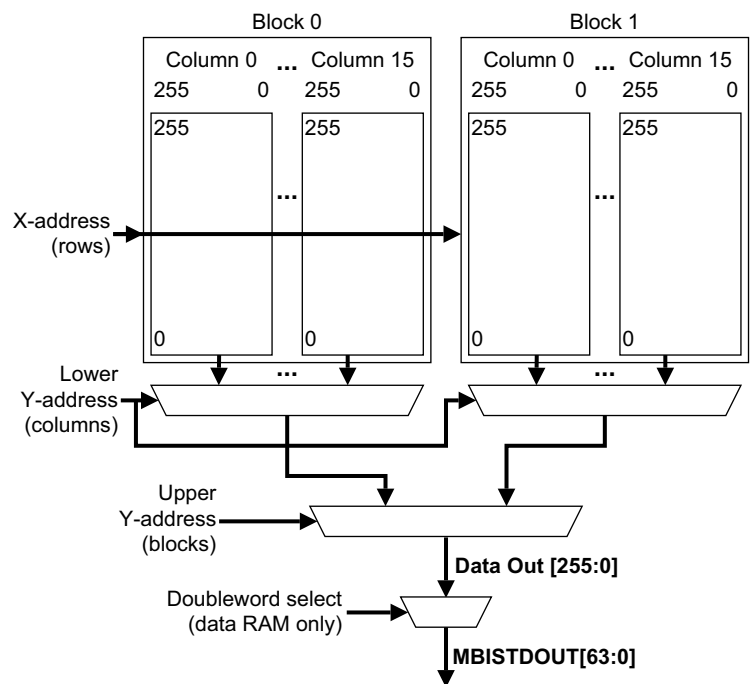 Block 0
Block 1
Column 0 ... Column 15
Column 0 ... Column 15
255 0 255 0
255 0 255 0
255 255
255 255
...
...
X-address
(rows)
0 0
0 0
...
...
Lower
Y-address
(columns)
Upper
Y-address
(blocks)
Data Out [255:0]
Doubleword select
(data RAM only)
MBISTDOUT[63:0]